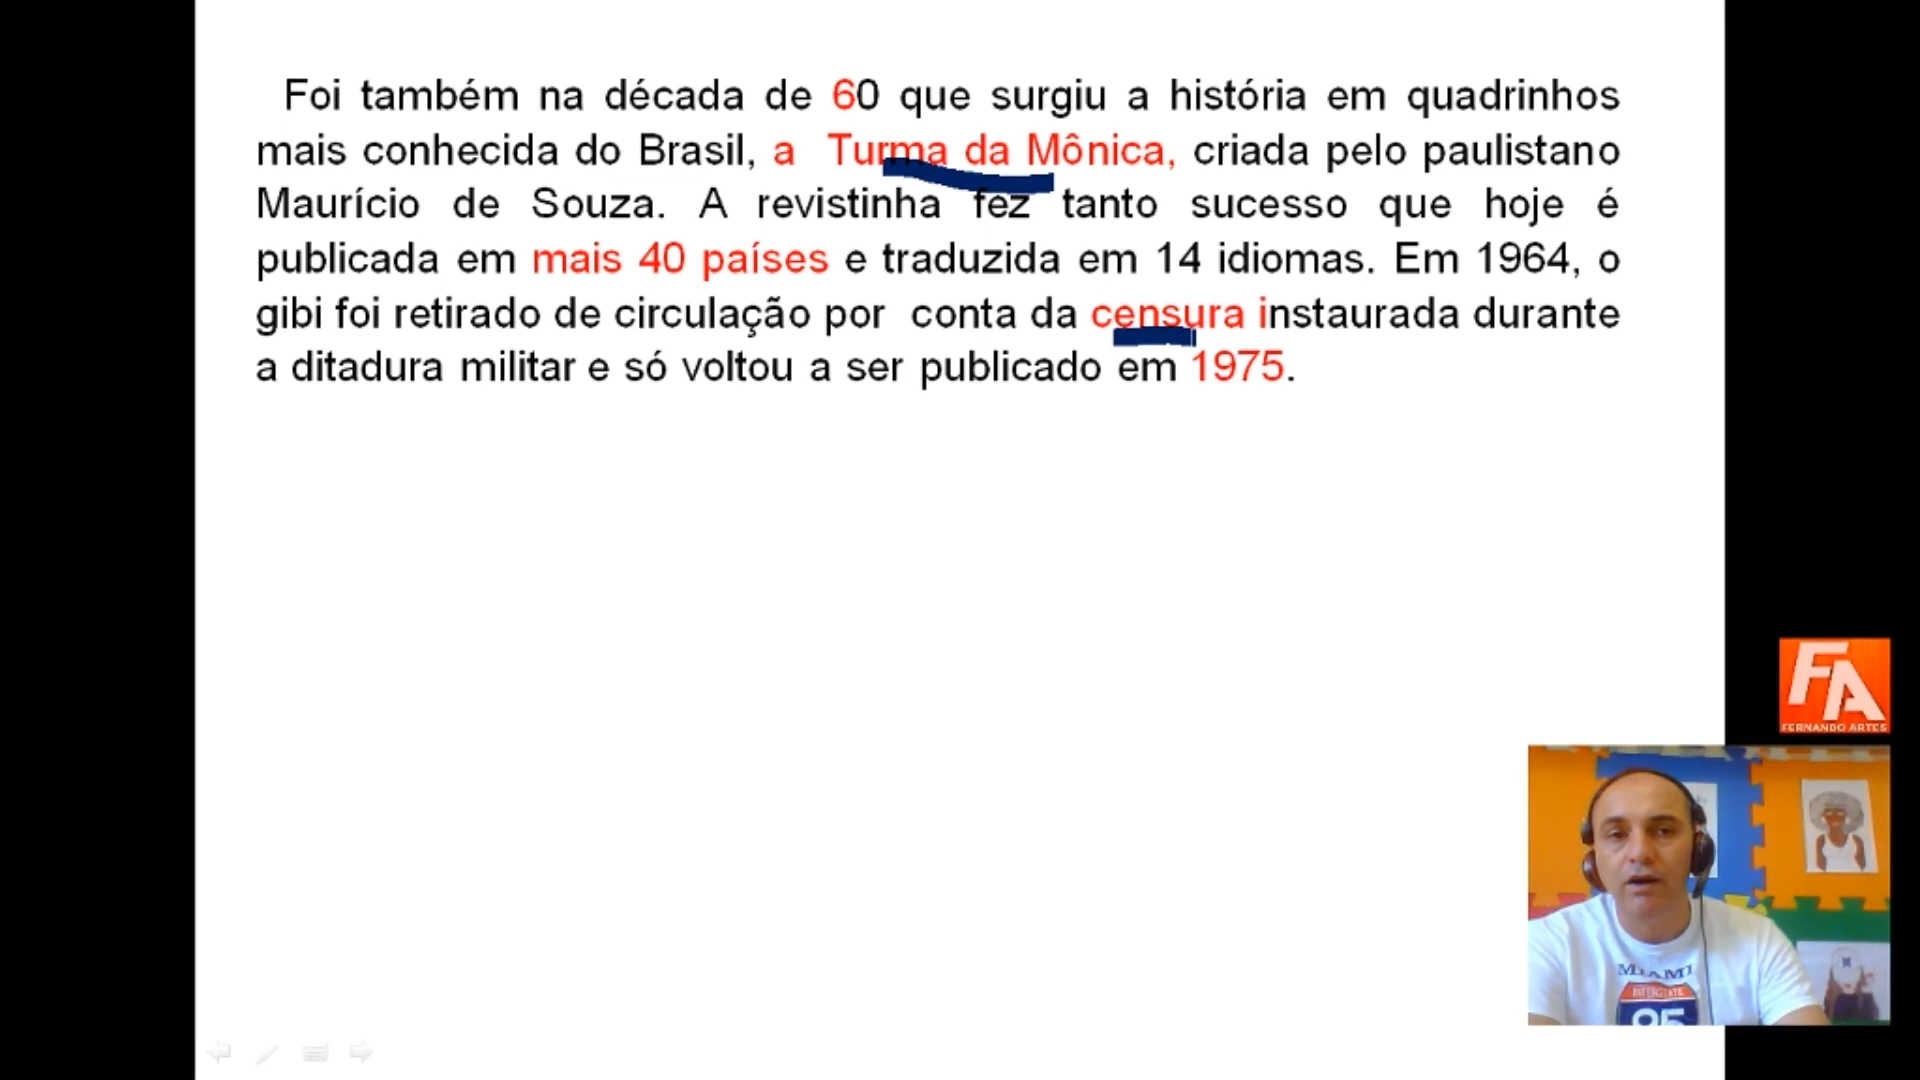 Foi também na década de 60 que surgiu a história em quadrinhos
mais conhecida do Brasil, a Turma da Mônica, criada pelo paulistano
Maurício de Souza. A revistinha fez tanto sucesso que hoje é
publicada em mais 40 países e traduzida em 14 idiomas. Em 1964, o
gibi foi retirado de circulação por conta da censura instaurada durante
a ditadura militar e só voltou a ser publicado em 1975.
FA
FERNANDO ARTES
MIAMI
INTERSTATE
95